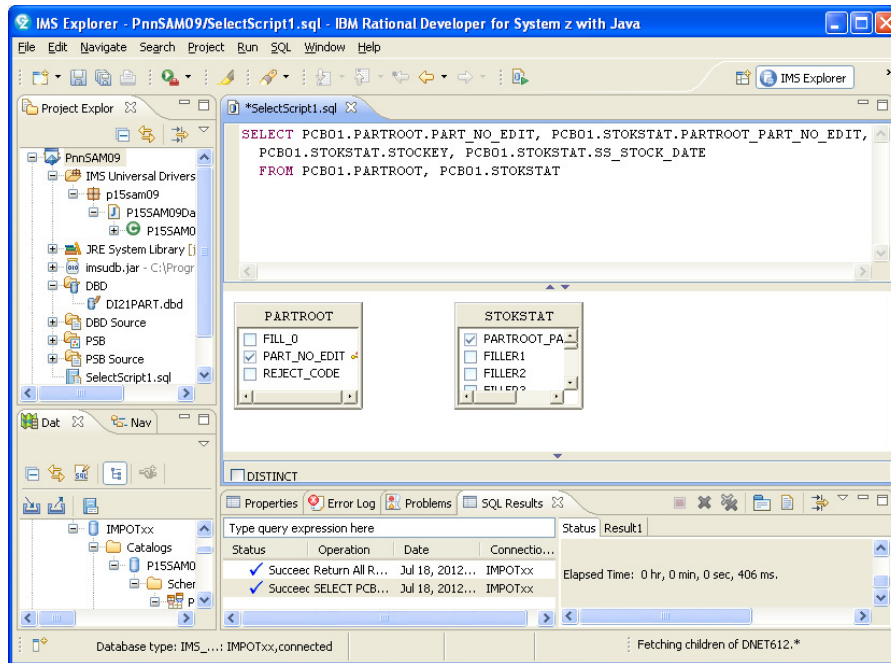 IMS Explorer - PnnSAM09/SelectScript1.sql - IBM Rational Developer for System z with Java
File Edit Navigate Search Project Run SQL Window Help
IMS Explorer
Project Explor
PnnSAM09
IMS Universal Drivers
p15sam09
P15SAM09Da
P15SAM0
JRE System Library [j
imsudb.jar - C:\Progr
DBD
DI21PART.dbd
DBD Source
PSB
PSB Source
SelectScript1.sql
*SelectScript1.sql
SELECT PCB01.PARTROOT.PART_NO_EDIT, PCB01.STOKSTAT.PARTROOT_PART_NO_EDIT,
PCB01.STOKSTAT.STOCKEY, PCB01.STOKSTAT.SS_STOCK_DATE
FROM PCB01.PARTROOT, PCB01.STOKSTAT
PARTROOT
FILL_0
PART_NO_EDIT
REJECT_CODE
STOKSTAT
PARTROOT_PA
FILLER1
FILLER2
FILLER3
DISTINCT
Dat
Nav
IMPOTxx
Catalogs
P15SAM0
Scher
P
Properties Error Log Problems SQL Results
Type query expression here
Status Operation Date Connectio...
Succeec Return All R... Jul 18, 2012... IMPOTxx
Succeec SELECT PCB... Jul 18, 2012... IMPOTxx
Status Result1
Elapsed Time: 0 hr, 0 min, 0 sec, 406 ms.
Database type: IMS_...: IMPOTxx,connected
Fetching children of DNET612.*